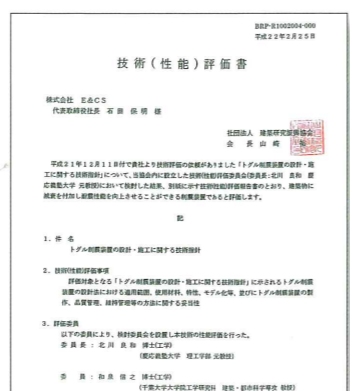 BRP-R1002004-000
平成22年2月25日
技術(性能)評価書
株式会社 E&CS
代表取締役社長 石田 保明 様
社団法人 建築研究振興協会
会長 山﨑 裕
平成21年12月11日付で貴社より技術評価の依頼がありました「トグル制震装置の設計・施
工に関する技術指針」について、当協会内に設立した技術(性能)評価委員会(委員長:北川 良和 慶
応義塾大学 元教授)において検討した結果、別紙に示す技術(性能)評価報告書のとおり、建築物に
減衰を付加し耐震性能を向上させることができる制震装置であると評価します。
記
1.件 名
トグル制震装置の設計・施工に関する技術指針
2.技術(性能)評価事項
評価対象となる「トグル制震装置の設計・施工に関する技術指針」に示されるトグル制震
装置の設計法における適用範囲、使用材料、特性、モデル化等、並びにトグル制震装置の製
作、品質管理、維持管理等の方法に関する妥当性
3.評価委員
以下の委員により、検討委員会を設置し本技術の性能評価を行った。
委員長:北川 良和 博士(工学)
(慶応義塾大学 理工学部 元教授)
委 員:和泉 信之 博士(工学)
(千葉大学大学院工学研究科 建築・都市科学専攻 教授)